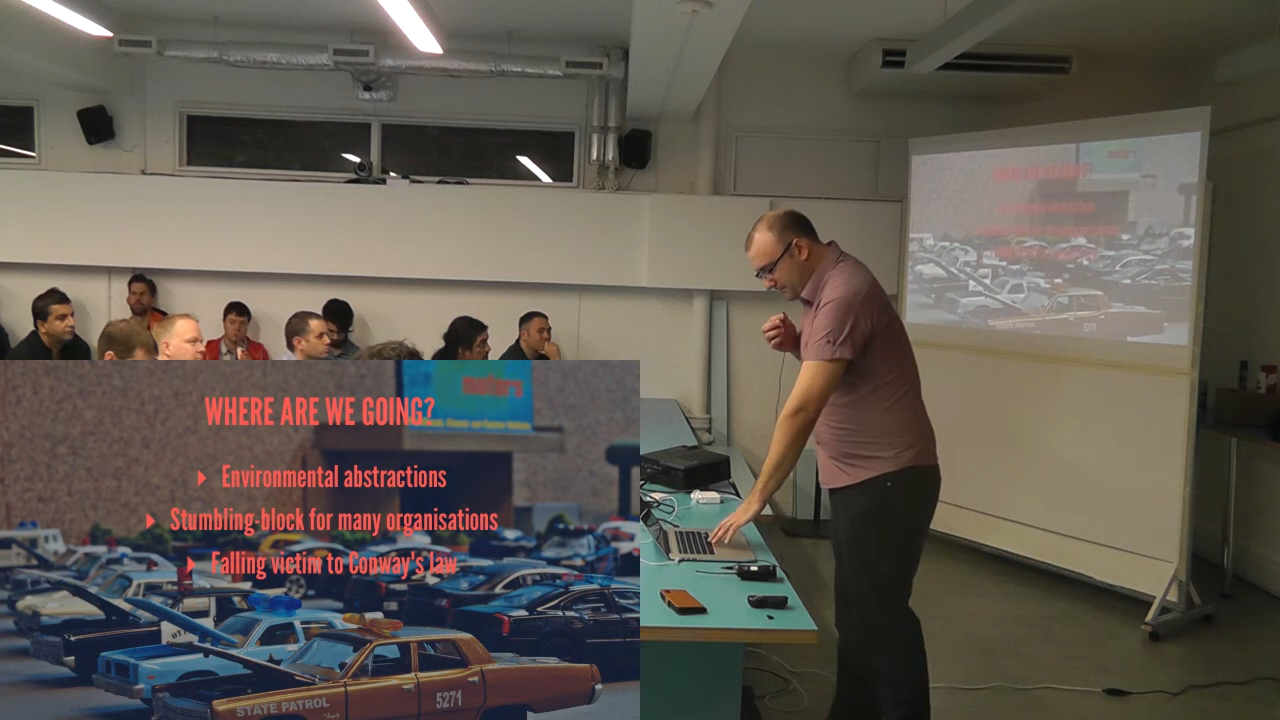 motors
WHERE ARE WE GOING?
Environmental abstractions
Stumbling-block for many organisations
Falling victim to Conway's law
STATE PATROL
5271